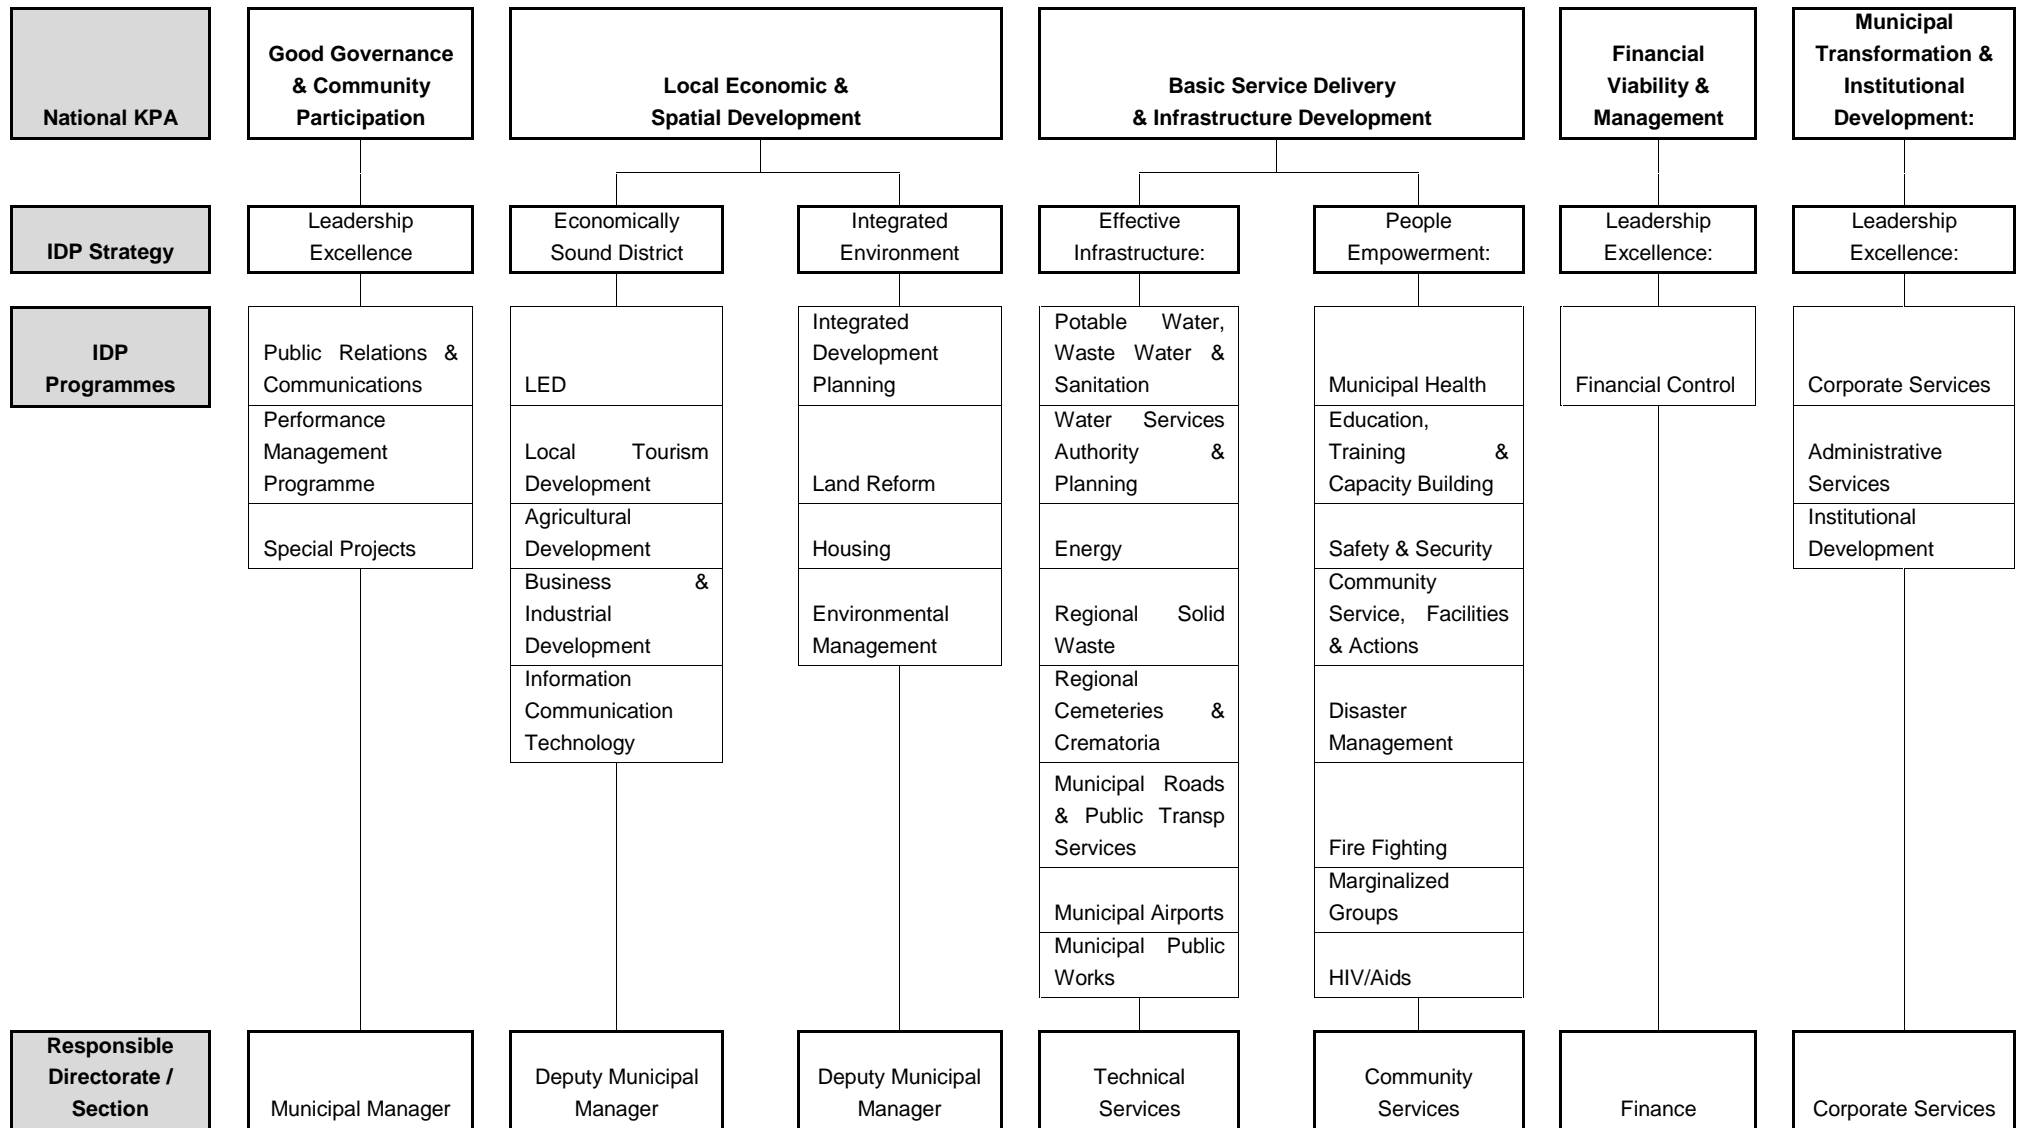 National KPA
Good Governance
& Community
Participation
Local Economic &
Spatial Development
Basic Service Delivery
& Infrastructure Development
Financial
Viability &
Management
Municipal
Transformation &
Institutional
Development:
IDP Strategy
Leadership
Excellence
Economically
Sound District
Integrated
Environment
Effective
Infrastructure:
People
Empowerment:
Leadership
Excellence:
Leadership
Excellence:
IDP
Programmes
Public Relations &
Communications
Performance
Management
Programme
Special Projects
LED
Local Tourism
Development
Agricultural
Development
Business &
Industrial
Development
Information
Communication
Technology
Integrated
Development
Planning
Land Reform
Housing
Environmental
Management
Potable Water,
Waste Water &
Sanitation
Water Services
Authority &
Planning
Energy
Regional Solid
Waste
Regional
Cemeteries &
Crematoria
Municipal Roads
& Public Transp
Services
Municipal Airports
Municipal Public
Works
Municipal Health
Education,
Training &
Capacity Building
Safety & Security
Community
Service, Facilities
& Actions
Disaster
Management
Fire Fighting
Marginalized
Groups
HIV/Aids
Financial Control
Corporate Services
Administrative
Services
Institutional
Development
Responsible
Directorate /
Section
Municipal Manager
Deputy Municipal
Manager
Deputy Municipal
Manager
Technical
Services
Community
Services
Finance
Corporate Services